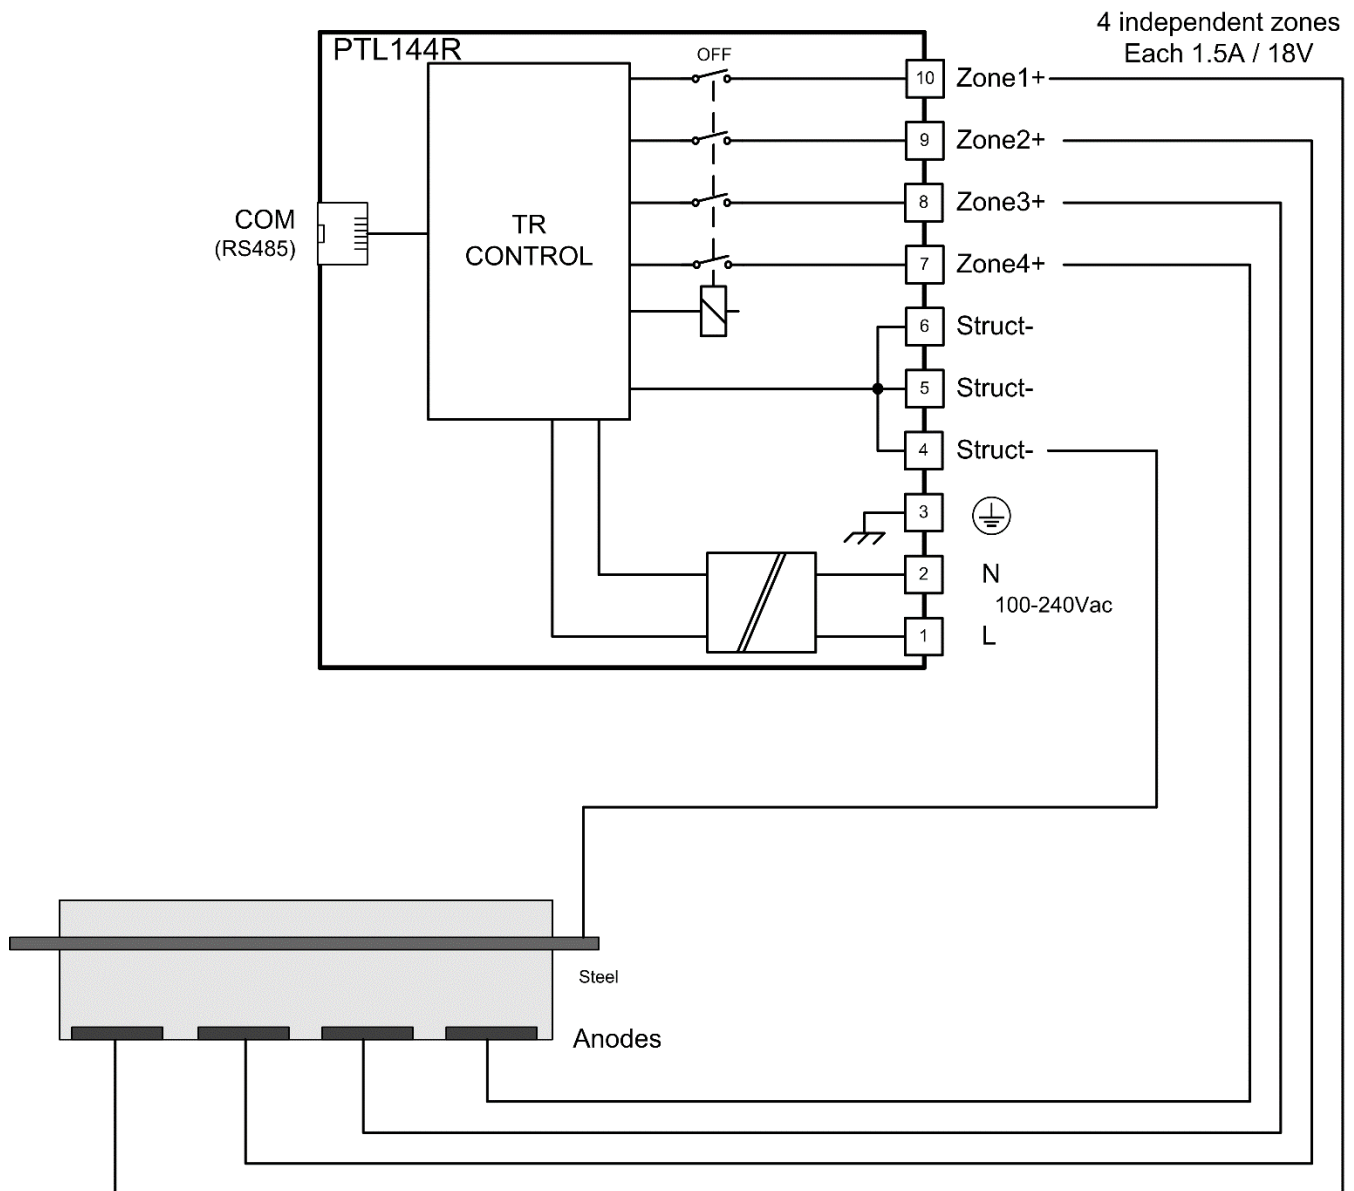 4 independent zones
Each 1.5A / 18V
PTL144R
OFF
10 Zone1+
9 Zone2+
8 Zone3+
7 Zone4+
COM
(RS485)
TR
CONTROL
6 Struct-
5 Struct-
4 Struct-
3
2 N
100-240Vac
1 L
Steel
Anodes